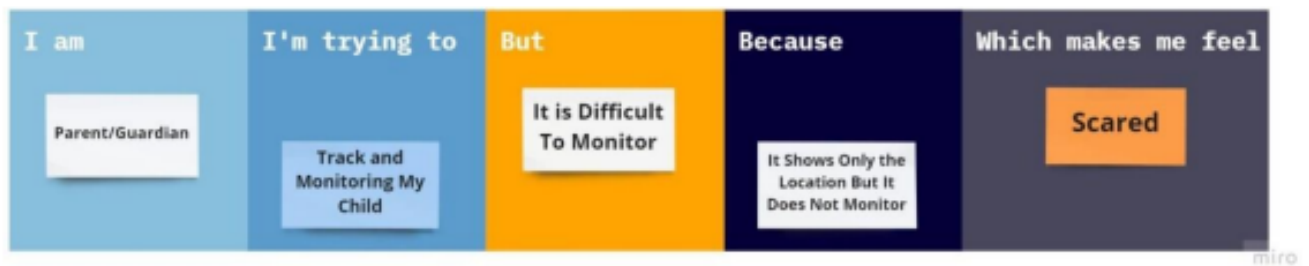 I am
I'm trying to
But
Because
Which makes me feel
Parent/Guardian
Track and
Monitoring My
Child
It is Difficult
To Monitor
It Shows Only the
Location But It
Does Not Monitor
Scared
miro